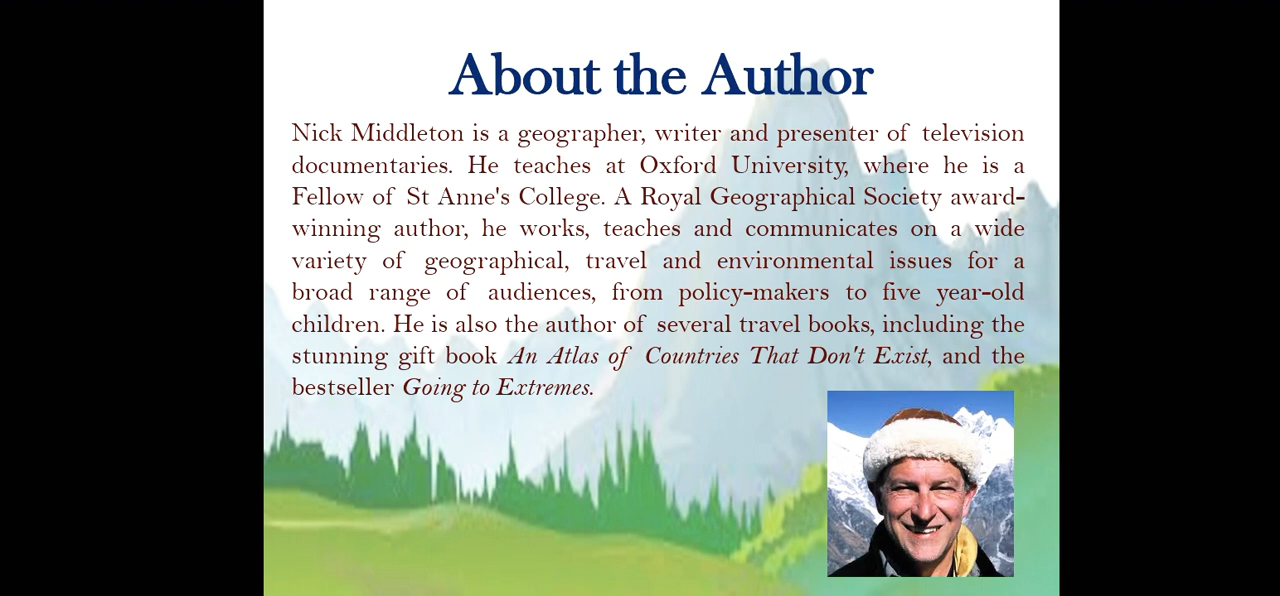 About the Author
Nick Middleton is a geographer, writer and presenter of television
documentaries. He teaches at Oxford University, where he is a
Fellow of St Anne's College. A Royal Geographical Society award-
winning author, he works, teaches and communicates on a wide
variety of geographical, travel and environmental issues for a
broad range of audiences, from policy-makers to five year-old
children. He is also the author of several travel books, including the
stunning gift book An Atlas of Countries That Don't Exist, and the
bestseller Going to Extremes.